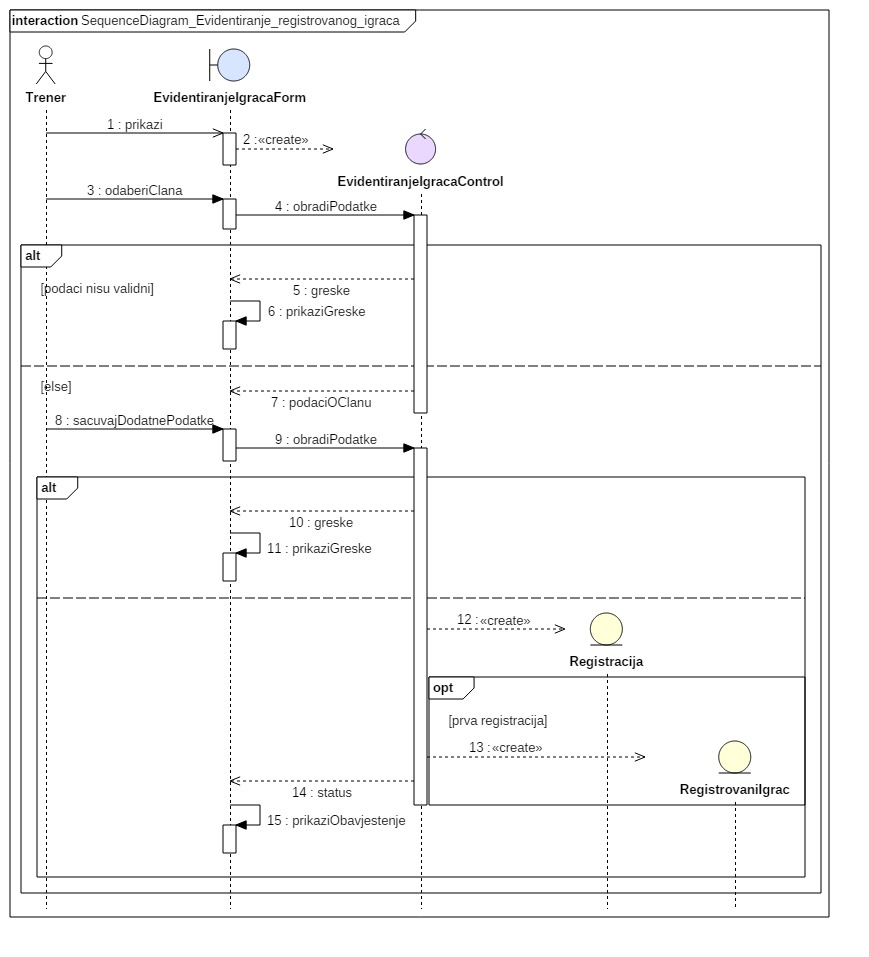 interaction SequenceDiagram_Evidentiranje_registrovanog_igraca
Trener
EvidentiranjeIgracaForm
1 : prikazi
2 :«create»
EvidentiranjeIgracaControl
3 : odaberiClana
4 : obradiPodatke
alt
[podaci nisu validni]
5 : greske
6 : prikaziGreske
[else]
7 : podaciOClanu
8 : sacuvajDodatnePodatke
9 : obradiPodatke
alt
10 : greske
11 : prikaziGreske
12 :«create»
Registracija
opt
[prva registracija]
13 :«create»
RegistrovaniIgrac
14 : status
15 : prikaziObavjestenje